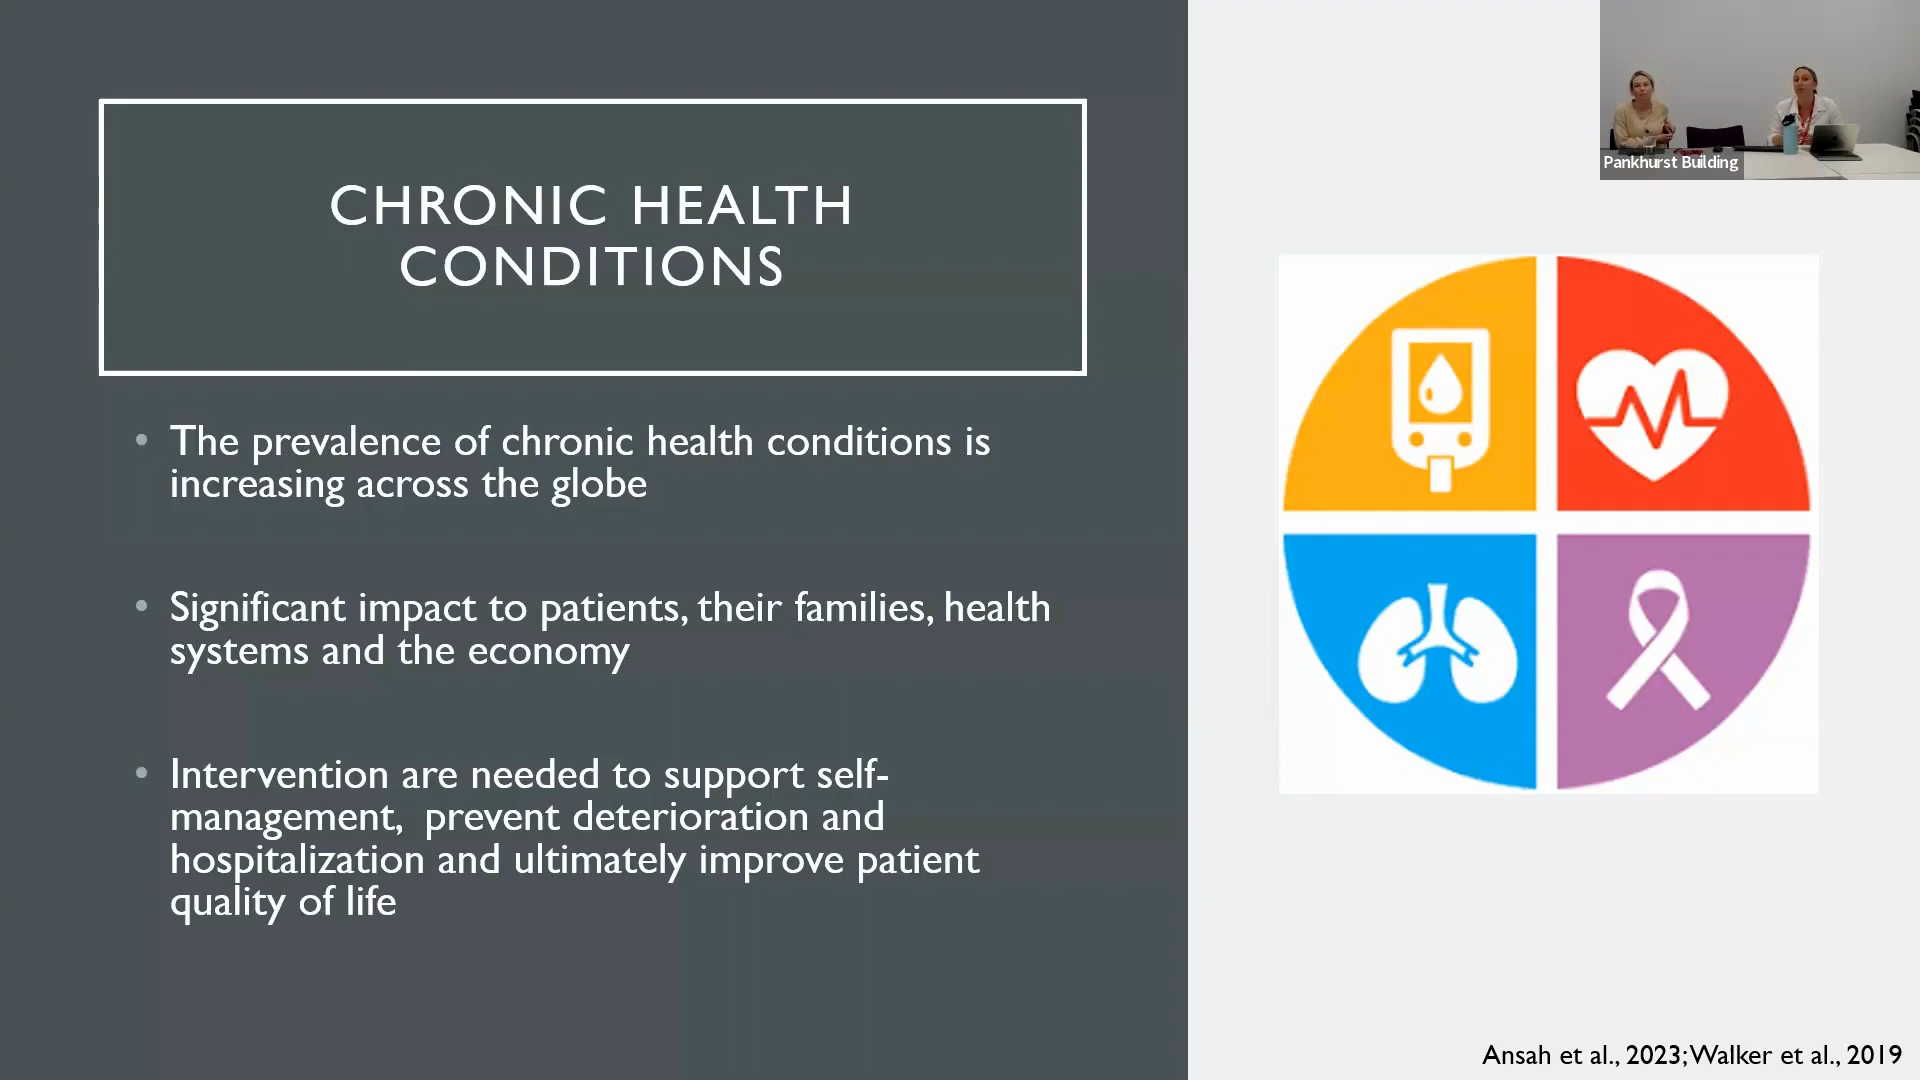 CHRONIC HEALTH
CONDITIONS
• The prevalence of chronic health conditions is
increasing across the globe
• Significant impact to patients, their families, health
systems and the economy
• Intervention are needed to support self-
management,  prevent deterioration and
hospitalization and ultimately improve patient
quality of life
Pankhurst Building
Ansah et al., 2023; Walker et al., 2019